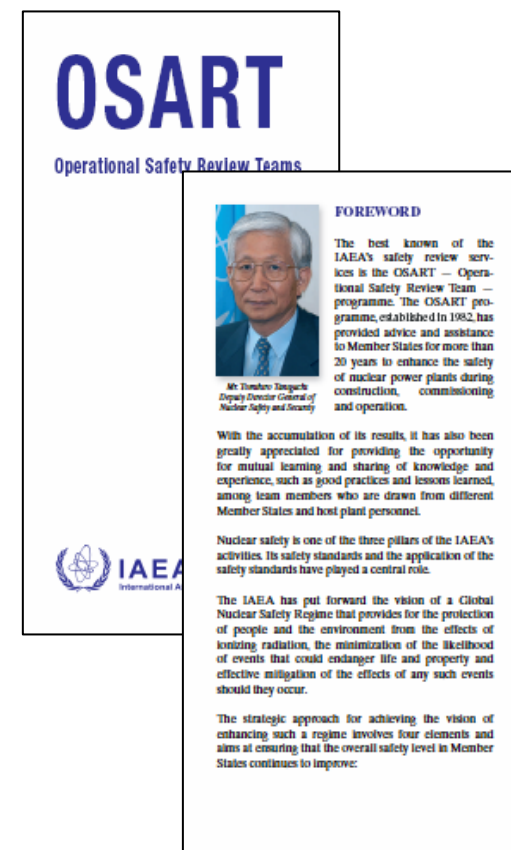 OSART
Operational Safety Review Teams
FOREWORD
The best known of the
IAEA's safety review serv-
ices is the OSART — Opera-
tional Safety Review Team —
programme. The OSART pro-
gramme, established in 1982, has
provided advice and assistance
to Member States for more than
20 years to enhance the safety
of nuclear power plants during
construction, commissioning
and operation.
Mr. Tomihiro Taniguchi
Deputy Director General of
Nuclear Safety and Security
With the accumulation of its results, it has also been
greatly appreciated for providing the opportunity
for mutual learning and sharing of knowledge and
experience, such as good practices and lessons learned,
among team members who are drawn from different
Member States and host plant personnel.
Nuclear safety is one of the three pillars of the IAEA's
activities. Its safety standards and the application of the
safety standards have played a central role.
The IAEA has put forward the vision of a Global
Nuclear Safety Regime that provides for the protection
of people and the environment from the effects of
ionizing radiation, the minimization of the likelihood
of events that could endanger life and property and
effective mitigation of the effects of any such events
should they occur.
The strategic approach for achieving the vision of
enhancing such a regime involves four elements and
aims at ensuring that the overall safety level in Member
States continues to improve:
IAEA
International A